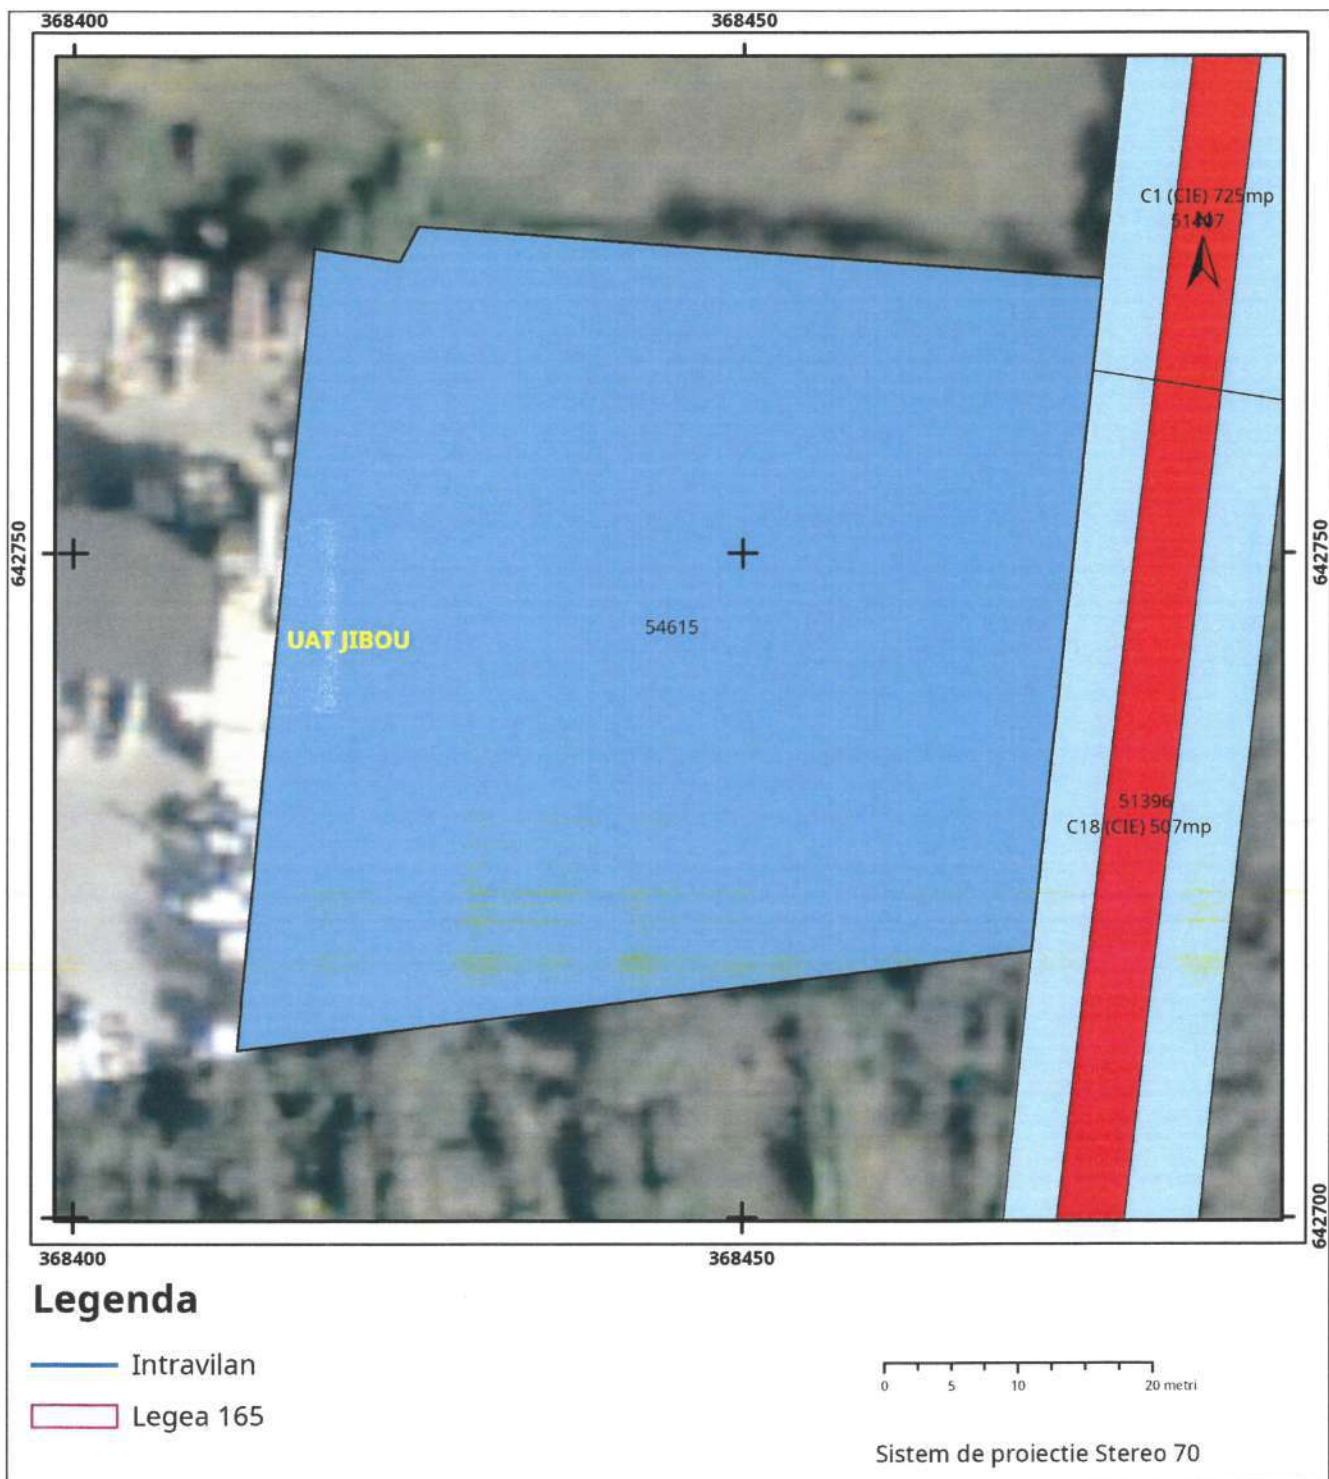 368400 368450
C1 (CIE) 725mp
N
642750 642750
54615
UAT JIBOU
51396
C18 (CIE) 507mp
642700
368400 368450
Legenda
Intravilan
Legea 165
0 5 10 20 metri
Sistem de proiectie Stereo 70